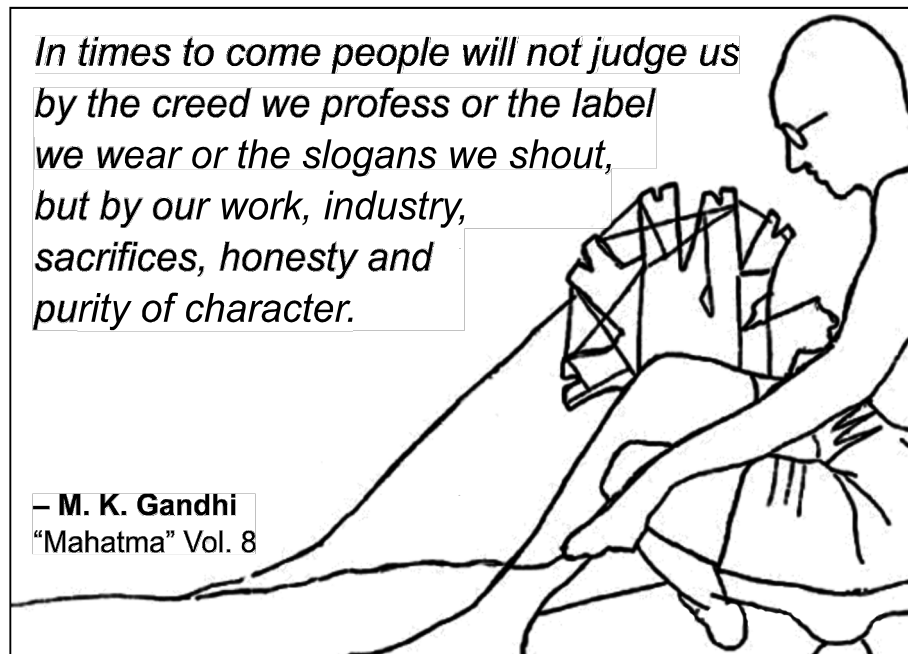 In times to come people will not judge us
by the creed we profess or the label
we wear or the slogans we shout,
but by our work, industry,
sacrifices, honesty and
purity of character.
– M. K. Gandhi
“Mahatma” Vol. 8